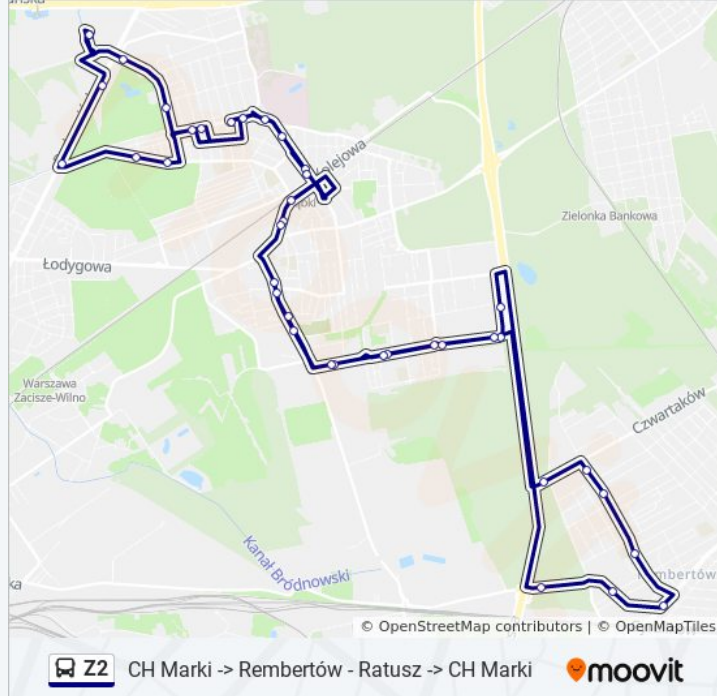 Kolejowa
Zielonka Bankowa
Łodygowa
Warszawa
Zacisze-Wilno
Czwartaków
Kanał Bródnowski
Rembertów
© OpenStreetMap contributors | © OpenMapTiles
Z2 CH Marki -> Rembertów - Ratusz -> CH Marki moovit